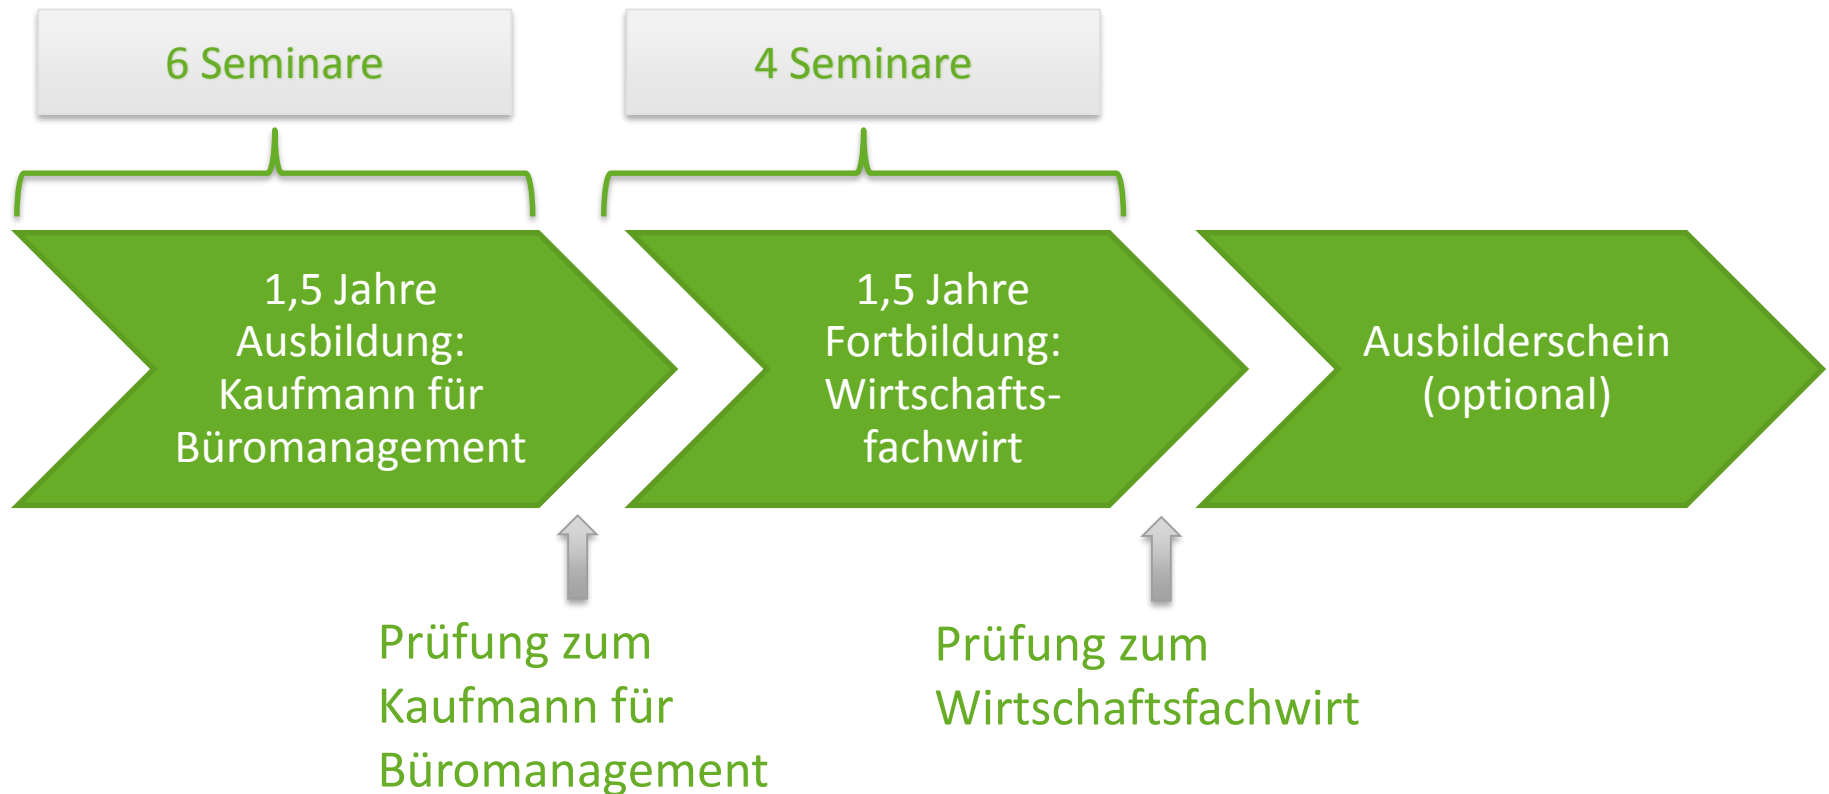 6 Seminare
4 Seminare
1,5 Jahre
Ausbildung:
Kaufmann für
Büromanagement
1,5 Jahre
Fortbildung:
Wirtschafts-
fachwirt
Ausbilderschein
(optional)
Prüfung zum
Kaufmann für
Büromanagement
Prüfung zum
Wirtschaftsfachwirt